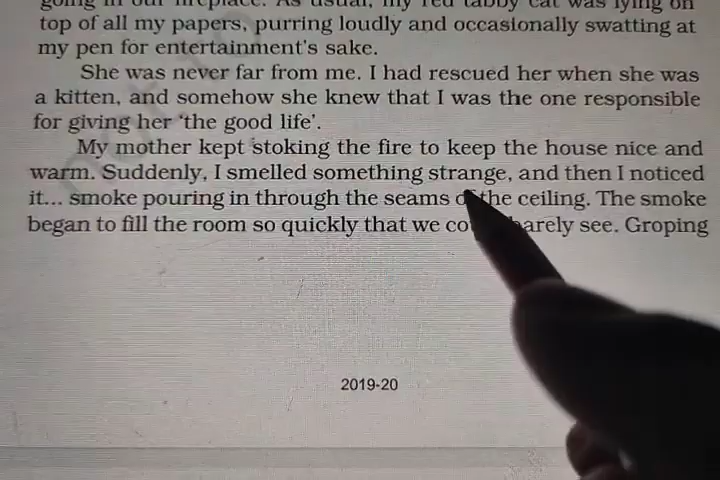 going in our fireplace. As usual, my red tabby cat was lying on
top of all my papers, purring loudly and occasionally swatting at
my pen for entertainment's sake.
She was never far from me. I had rescued her when she was
a kitten, and somehow she knew that I was the one responsible
for giving her 'the good life'.
My mother kept stoking the fire to keep the house nice and
warm. Suddenly, I smelled something strange, and then I noticed
it... smoke pouring in through the seams of the ceiling. The smoke
began to fill the room so quickly that we barely see. Groping
2019-20